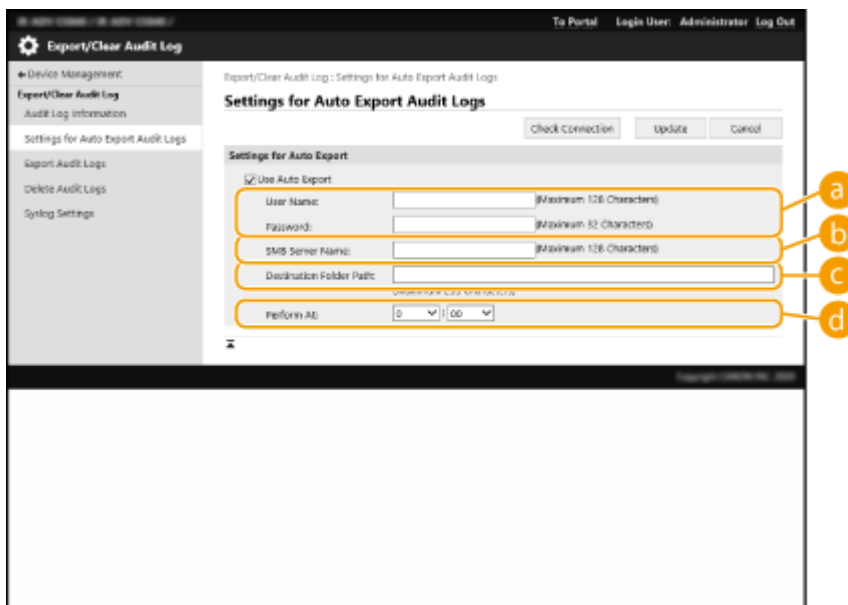 To Portal Login User: Administrator Log Out
Export/Clear Audit Log
Device Management
Export/Clear Audit Log : Settings for Auto Export Audit Logs
Export/Clear Audit Log
Settings for Auto Export Audit Logs
Audit Log Information
Check Connection Update Cancel
Settings for Auto Export Audit Logs
Settings for Auto Export
Export Audit Logs
Use Auto Export
Delete Audit Logs
User Name: (Maximum 128 Characters)
a
Syslog Settings
Password: (Maximum 32 Characters)
SMB Server Name: (Maximum 128 Characters)
b
Destination Folder Path:
c
Perform At: 0 : 00
d